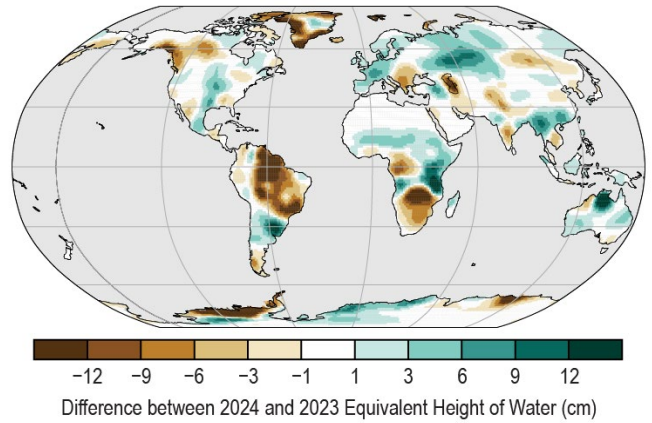 −12 −9 −6 −3 −1 1 3 6 9 12
Difference between 2024 and 2023 Equivalent Height of Water (cm)